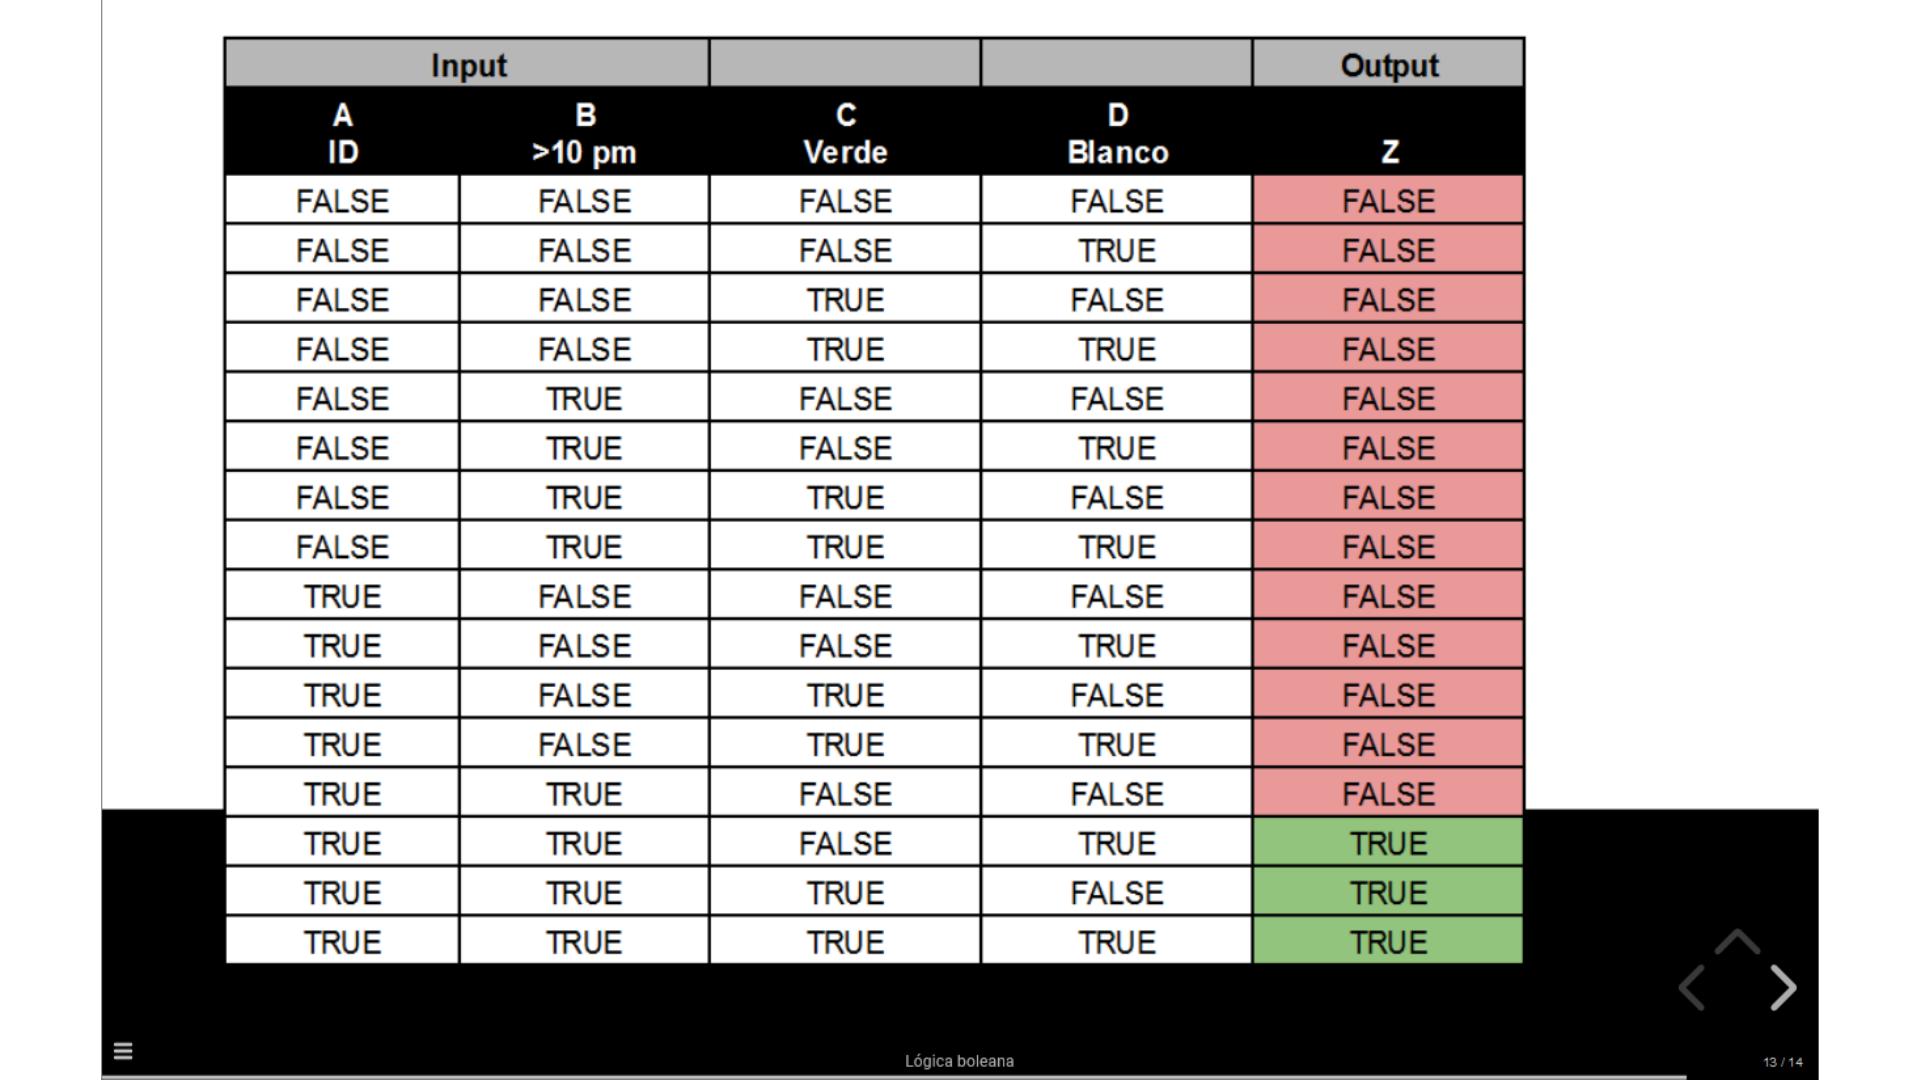 Input Output
A B C D
ID >10 pm Verde Blanco Z
FALSE FALSE FALSE FALSE FALSE
FALSE FALSE FALSE TRUE FALSE
FALSE FALSE TRUE FALSE FALSE
FALSE FALSE TRUE TRUE FALSE
FALSE TRUE FALSE FALSE FALSE
FALSE TRUE FALSE TRUE FALSE
FALSE TRUE TRUE FALSE FALSE
FALSE TRUE TRUE TRUE FALSE
TRUE FALSE FALSE FALSE FALSE
TRUE FALSE FALSE TRUE FALSE
TRUE FALSE TRUE FALSE FALSE
TRUE FALSE TRUE TRUE FALSE
TRUE TRUE FALSE FALSE FALSE
TRUE TRUE FALSE TRUE TRUE
TRUE TRUE TRUE FALSE TRUE
TRUE TRUE TRUE TRUE TRUE
Lógica boleana
13 / 14